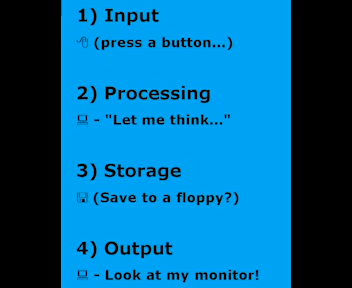 1) Input
🖰 (press a button...)
2) Processing
💻 - "Let me think..."
3) Storage
💾 (Save to a floppy?)
4) Output
💻 - Look at my monitor!